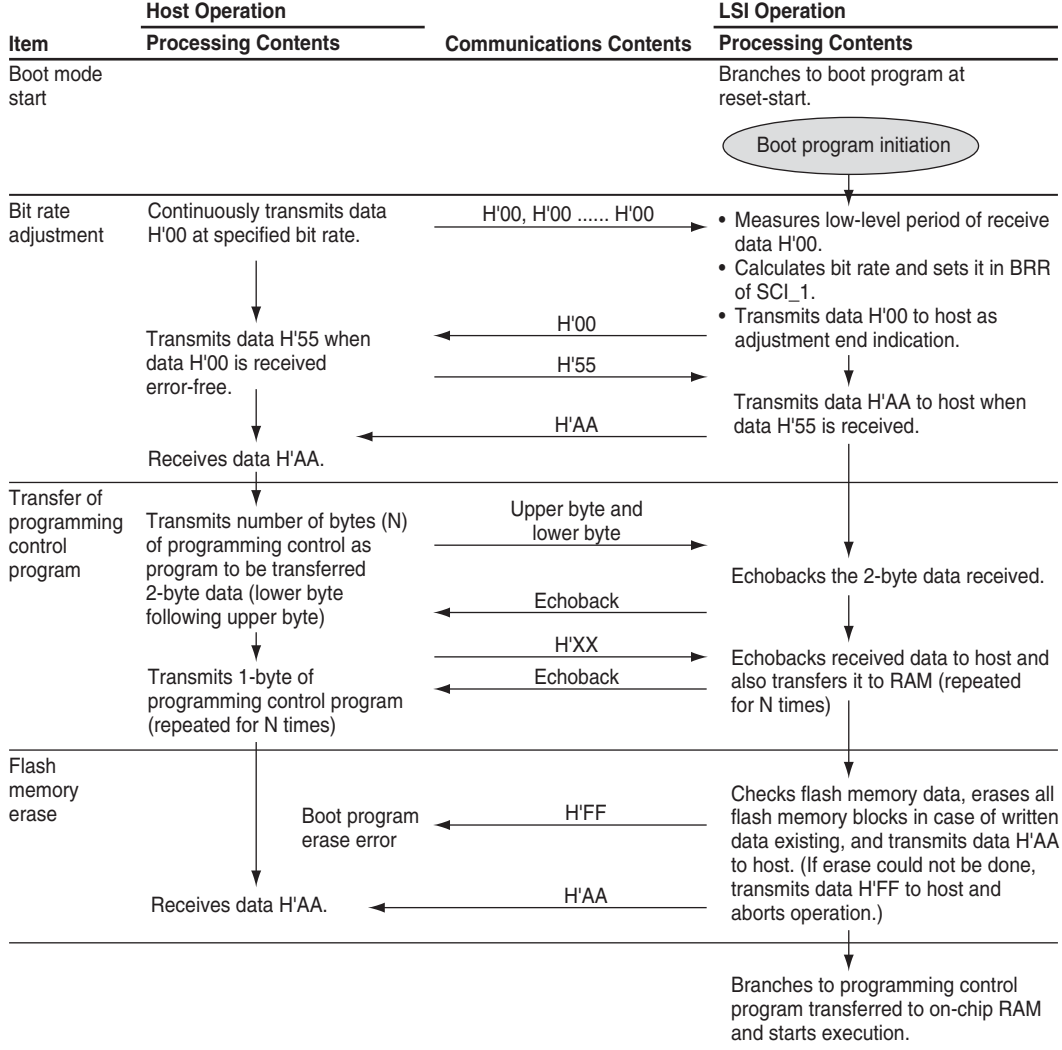 Host Operation
LSI Operation
Item
Processing Contents
Communications Contents
Processing Contents
Boot mode
start
Branches to boot program at
reset-start.
Boot program initiation
Bit rate
adjustment
Continuously transmits data
H'00 at specified bit rate.
H'00, H'00 ...... H'00
• Measures low-level period of receive
data H'00.
• Calculates bit rate and sets it in BRR
of SCI_1.
• Transmits data H'00 to host as
adjustment end indication.
H'00
Transmits data H'55 when
data H'00 is received
error-free.
H'55
Transmits data H'AA to host when
data H'55 is received.
H'AA
Receives data H'AA.
Transfer of
programming
control
program
Transmits number of bytes (N)
of programming control as
program to be transferred
2-byte data (lower byte
following upper byte)
Upper byte and
lower byte
Echobacks the 2-byte data received.
Echoback
H'XX
Transmits 1-byte of
programming control program
(repeated for N times)
Echoback
Echobacks received data to host and
also transfers it to RAM (repeated
for N times)
Flash
memory
erase
Boot program
erase error
H'FF
Checks flash memory data, erases all
flash memory blocks in case of written
data existing, and transmits data H'AA
to host. (If erase could not be done,
transmits data H'FF to host and
aborts operation.)
Receives data H'AA.
H'AA
Branches to programming control
program transferred to on-chip RAM
and starts execution.